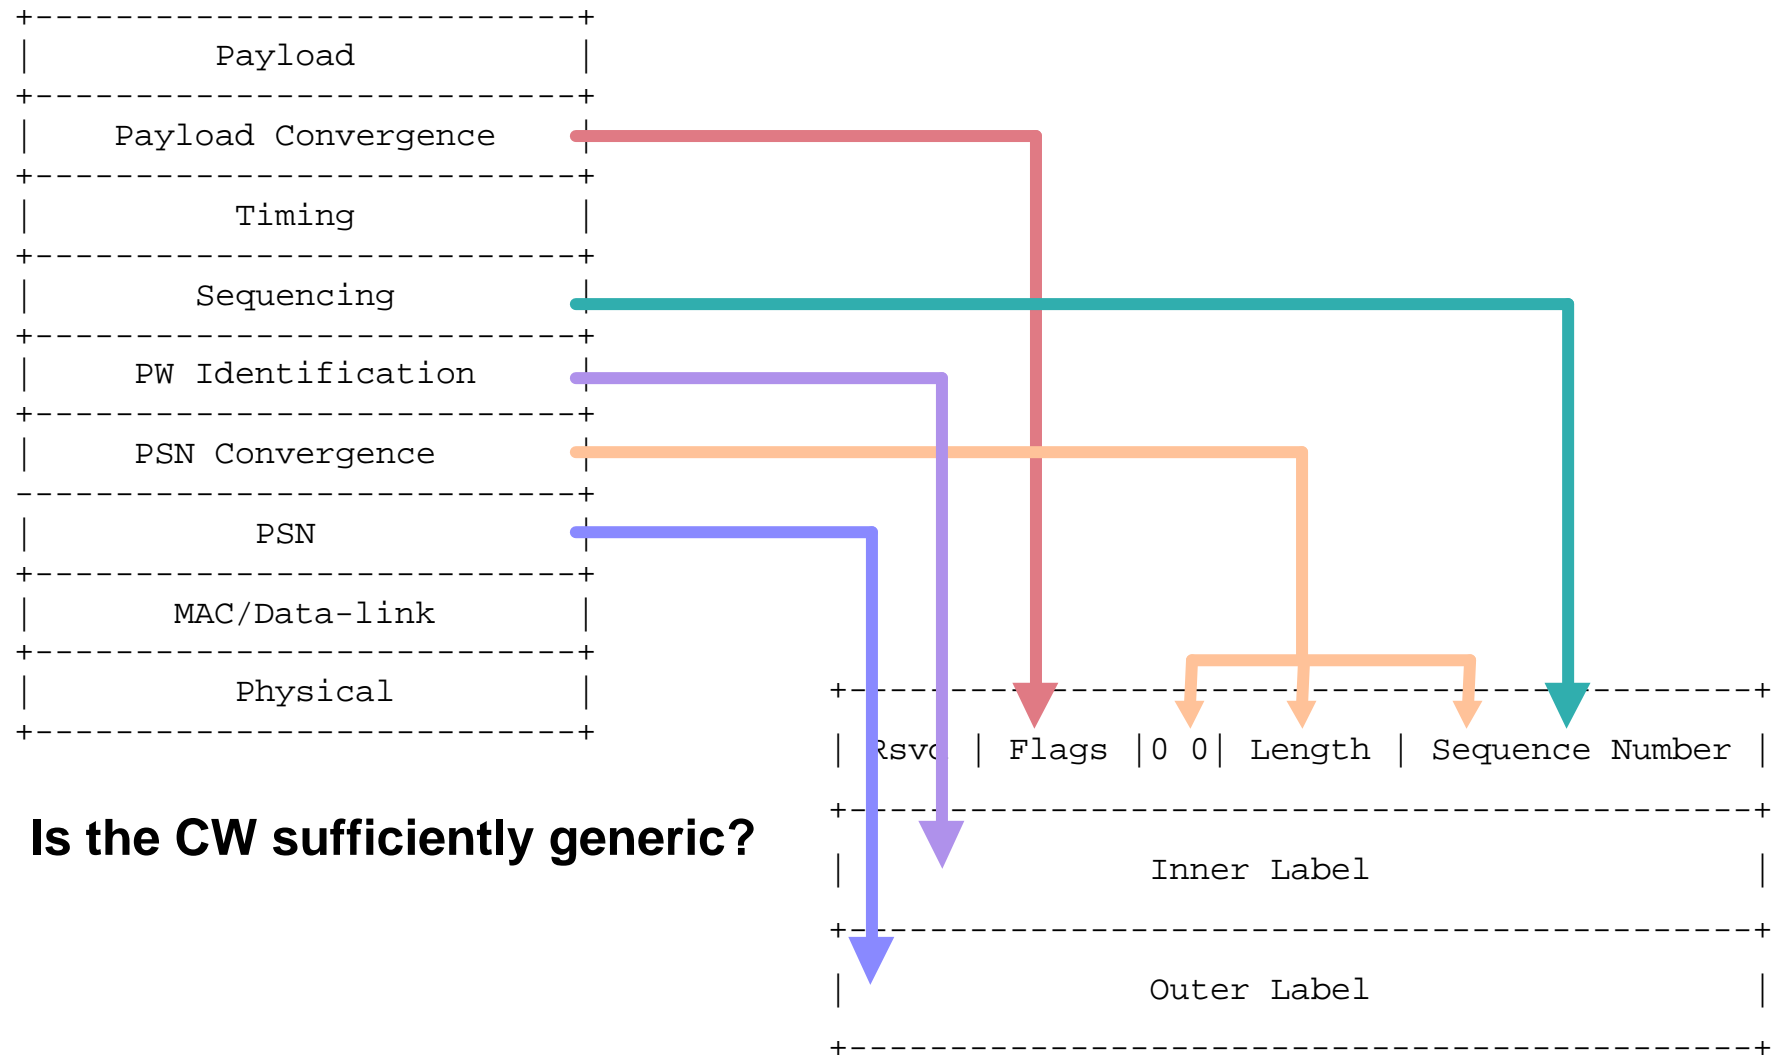 +---------------------------+
| Payload |
+---------------------------+
| Payload Convergence |
+---------------------------+
| Timing |
+---------------------------+
| Sequencing |
+---------------------------+
| PW Identification |
+---------------------------+
| PSN Convergence |
----------------------------+
| PSN |
+---------------------------+
| MAC/Data-link |
+---------------------------+
| Physical |
+---------------------------+
Is the CW sufficiently generic?
+---------------------------------------------+
| Rsvd | Flags |0 0| Length | Sequence Number |
+---------------------------------------------+
| Inner Label |
+---------------------------------------------+
| Outer Label |
+---------------------------------------------+